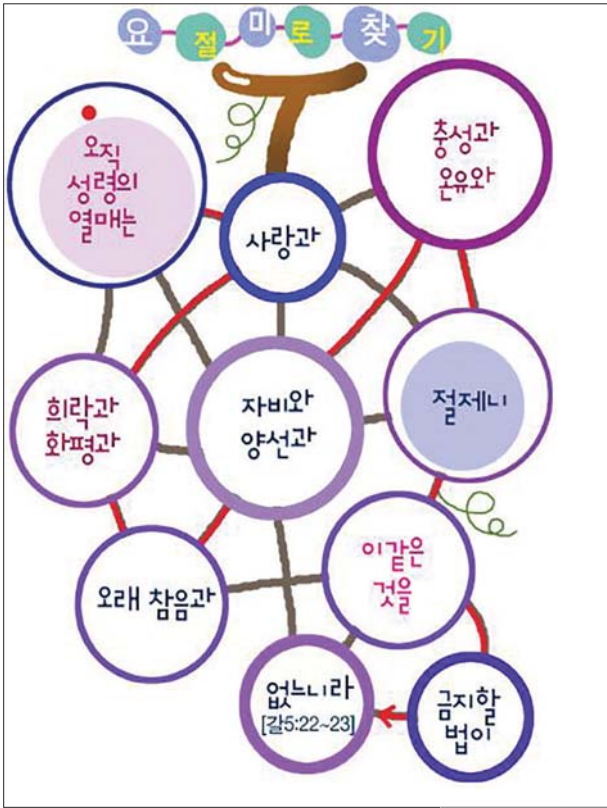 요절미로찾기
오직
성령의
열매는
충성과
온유와
사랑과
희락과
화평과
자비와
양선과
절제니
오래 참음과
이같은
것을
없느니라
[갈5:22~23]
금지할
법이